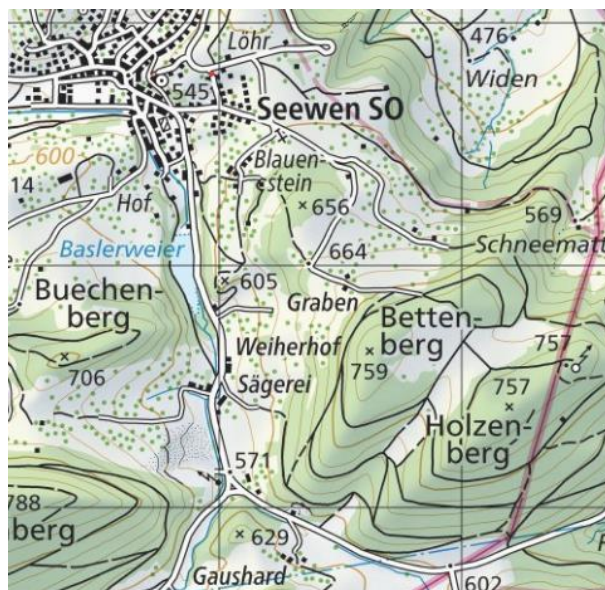 Löhr
476
Widen
545
Seewen SO
600
Blauen-
stein
14
Hof
656
569
664
Schneematt
Baslerweier
605
Graben
Buechen-
berg
Betten-
berg
Weiherhof
759
757
757
706
Sägerei
Holzen-
berg
571
788
berg
629
Gaushard
602